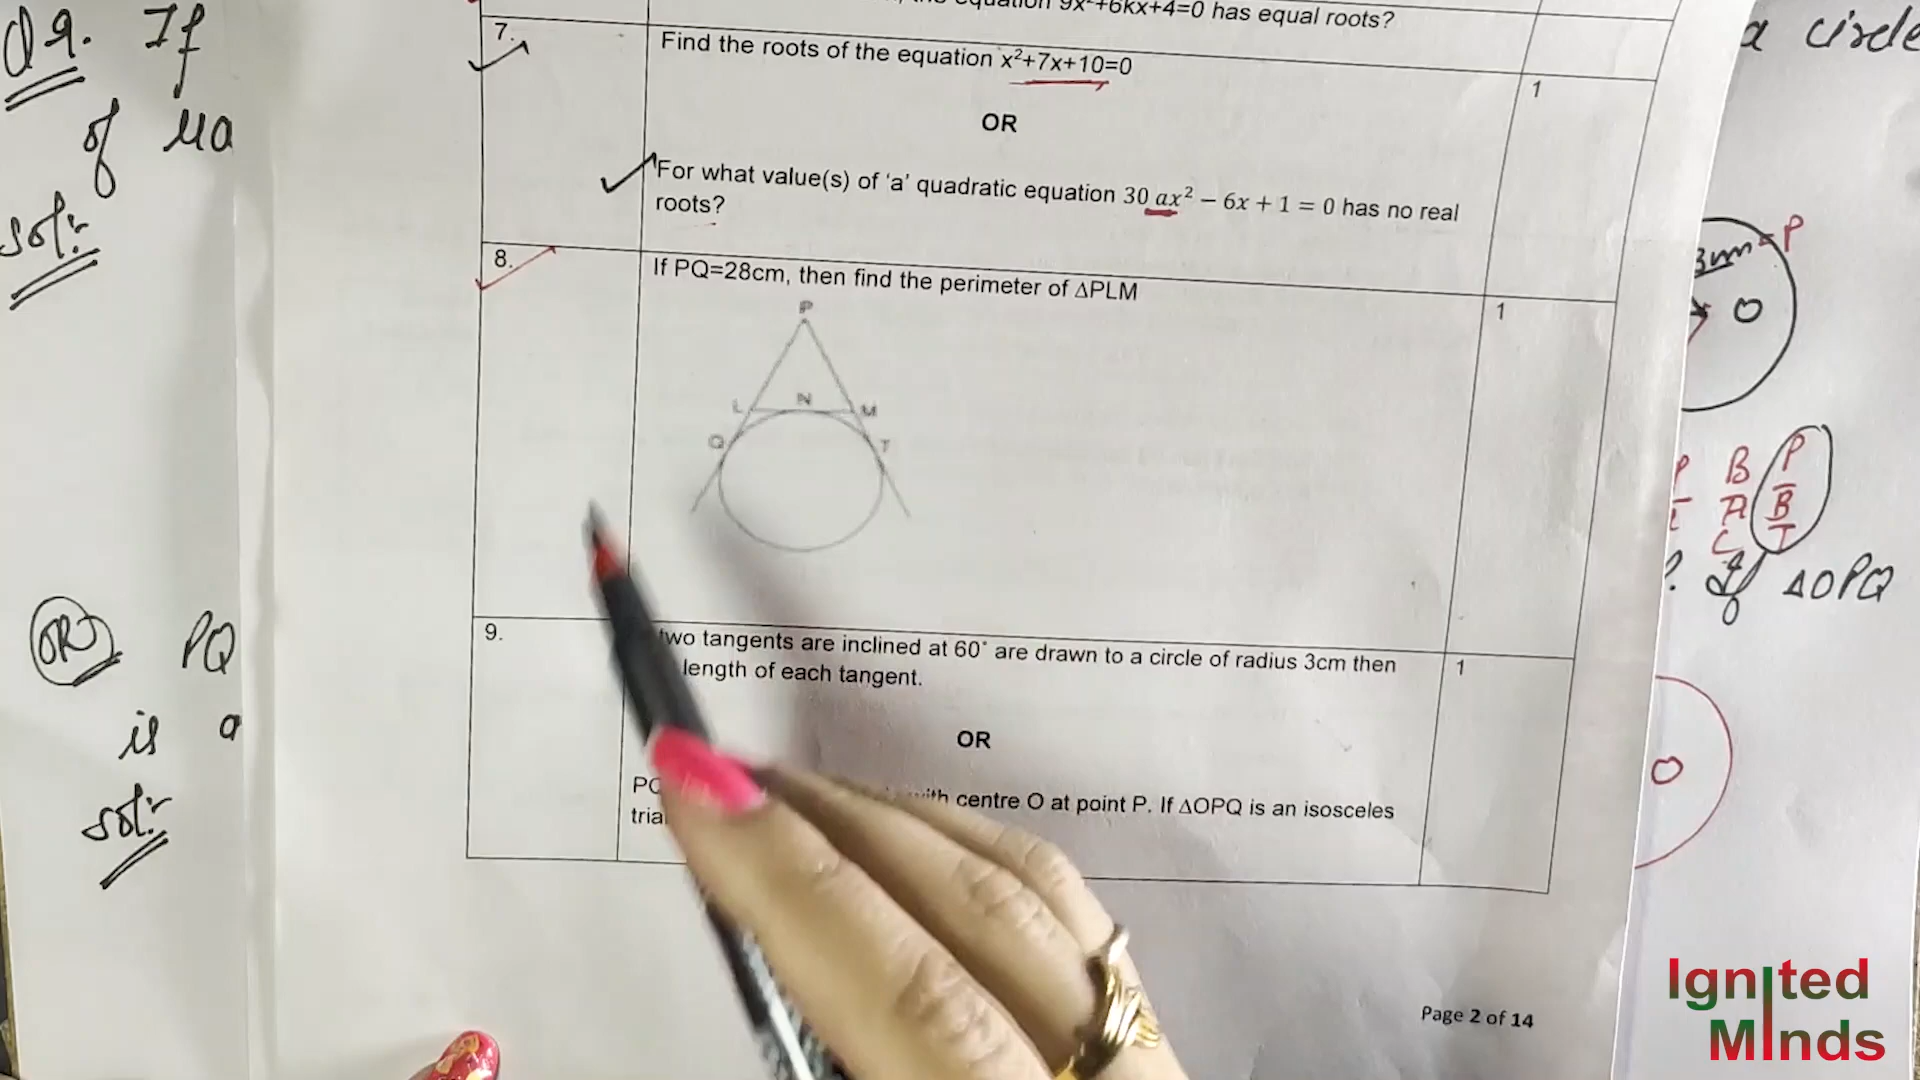 Q9. If
of
sol:
OR PQ
is a
sol:
equation 9x²+6kx+4=0 has equal roots?
7.
Find the roots of the equation x²+7x+10=0
1
OR
For what value(s) of ‘a’ quadratic equation 30 ax² − 6x + 1 = 0 has no real
roots?
8.
If PQ=28cm, then find the perimeter of ΔPLM
1
P
L N M
Q T
9.
two tangents are inclined at 60˚ are drawn to a circle of radius 3cm then
length of each tangent.
1
OR
with centre O at point P. If ΔOPQ is an isosceles
Page 2 of 14
a circle
P
3cm
O
P B P
A B
C T
? If ΔOPQ
O
Ignited
Minds